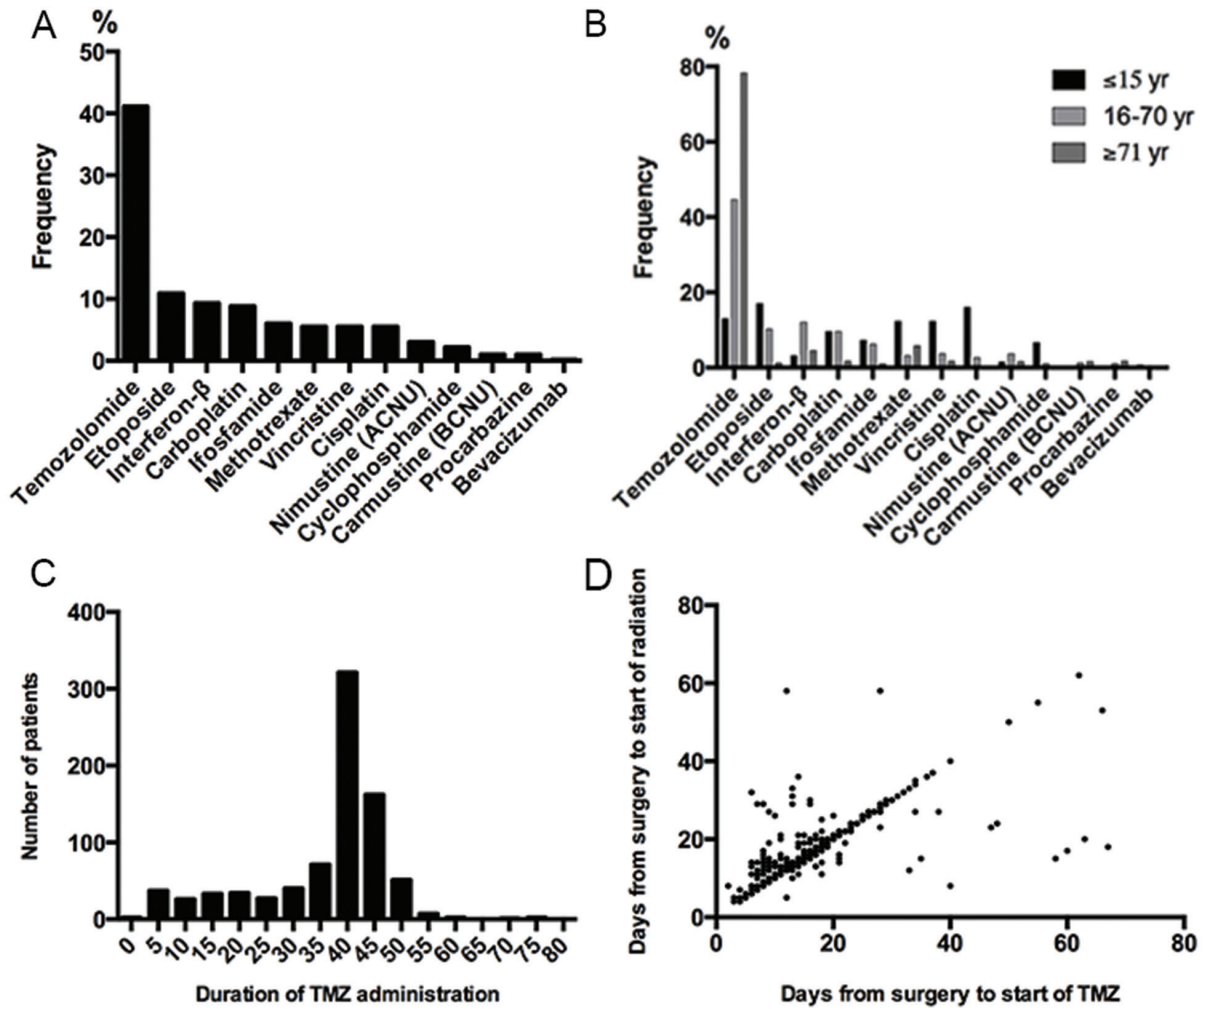 A
%
50
40
30
20
10
0
Frequency
Temozolomide
Etoposide
Interferon-β
Carboplatin
Ifosfamide
Methotrexate
Vincristine
Cisplatin
Nimustine (ACNU)
Cyclophosphamide
Carmustine (BCNU)
Procarbazine
Bevacizumab
B
%
80
60
40
20
0
Frequency
≤15 yr
16-70 yr
≥71 yr
Temozolomide
Etoposide
Interferon-β
Carboplatin
Ifosfamide
Methotrexate
Vincristine
Cisplatin
Nimustine (ACNU)
Cyclophosphamide
Carmustine (BCNU)
Procarbazine
Bevacizumab
C
400
300
200
100
0
Number of patients
0 5 10 15 20 25 30 35 40 45 50 55 60 65 70 75 80
Duration of TMZ administration
D
80
60
40
20
0
Days from surgery to start of radiation
0 20 40 60 80
Days from surgery to start of TMZ